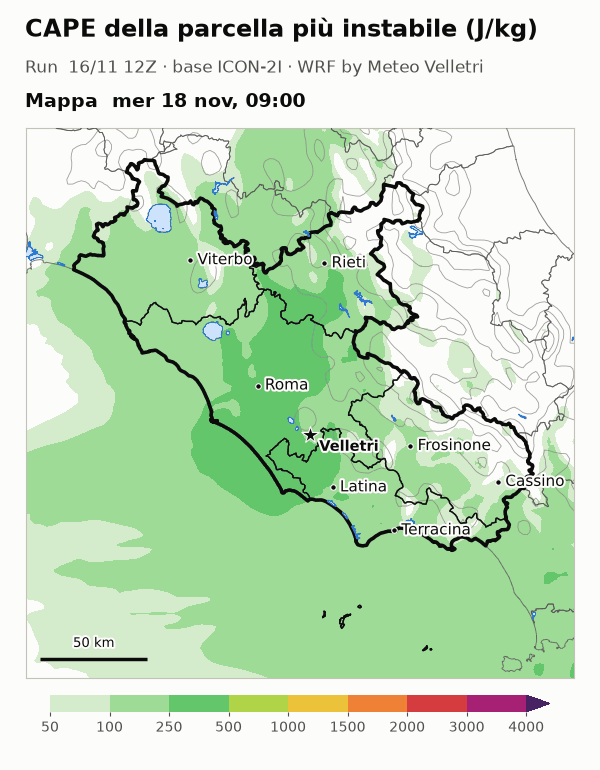 CAPE della parcella più instabile (J/kg)
Run  16/11 12Z · base ICON-2I · WRF by Meteo Velletri
Mappa  mer 18 nov, 09:00
Viterbo
Rieti
Roma
Velletri
Frosinone
Latina
Cassino
Terracina
50 km
50 100 250 500 1000 1500 2000 3000 4000